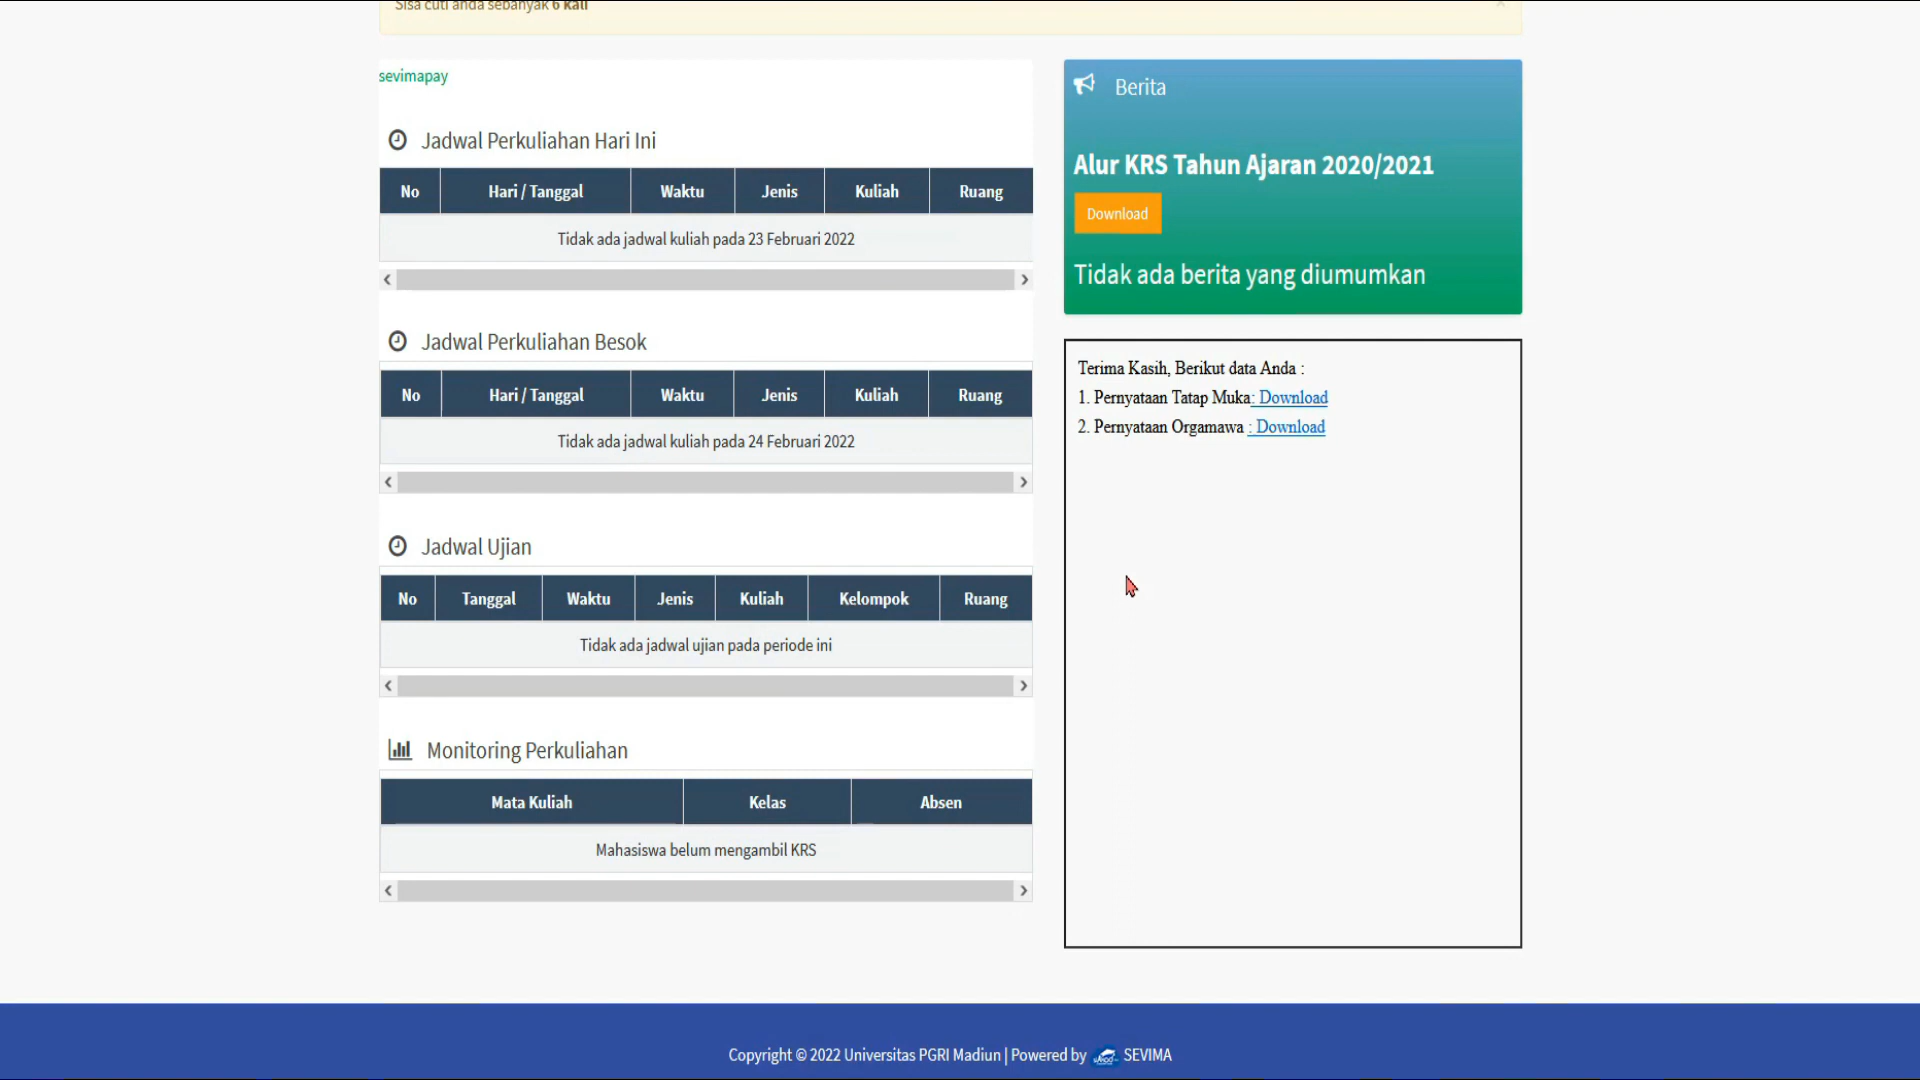 Sisa cuti anda sebanyak 6 kali
sevimapay
Jadwal Perkuliahan Hari Ini
No Hari / Tanggal Waktu Jenis Kuliah Ruang
Tidak ada jadwal kuliah pada 23 Februari 2022
Jadwal Perkuliahan Besok
No Hari / Tanggal Waktu Jenis Kuliah Ruang
Tidak ada jadwal kuliah pada 24 Februari 2022
Jadwal Ujian
No Tanggal Waktu Jenis Kuliah Kelompok Ruang
Tidak ada jadwal ujian pada periode ini
Monitoring Perkuliahan
Mata Kuliah Kelas Absen
Mahasiswa belum mengambil KRS
Berita
Alur KRS Tahun Ajaran 2020/2021
Download
Tidak ada berita yang diumumkan
Terima Kasih, Berikut data Anda :
1. Pernyataan Tatap Muka: Download
2. Pernyataan Orgamawa : Download
Copyright © 2022 Universitas PGRI Madiun | Powered by SEVIMA